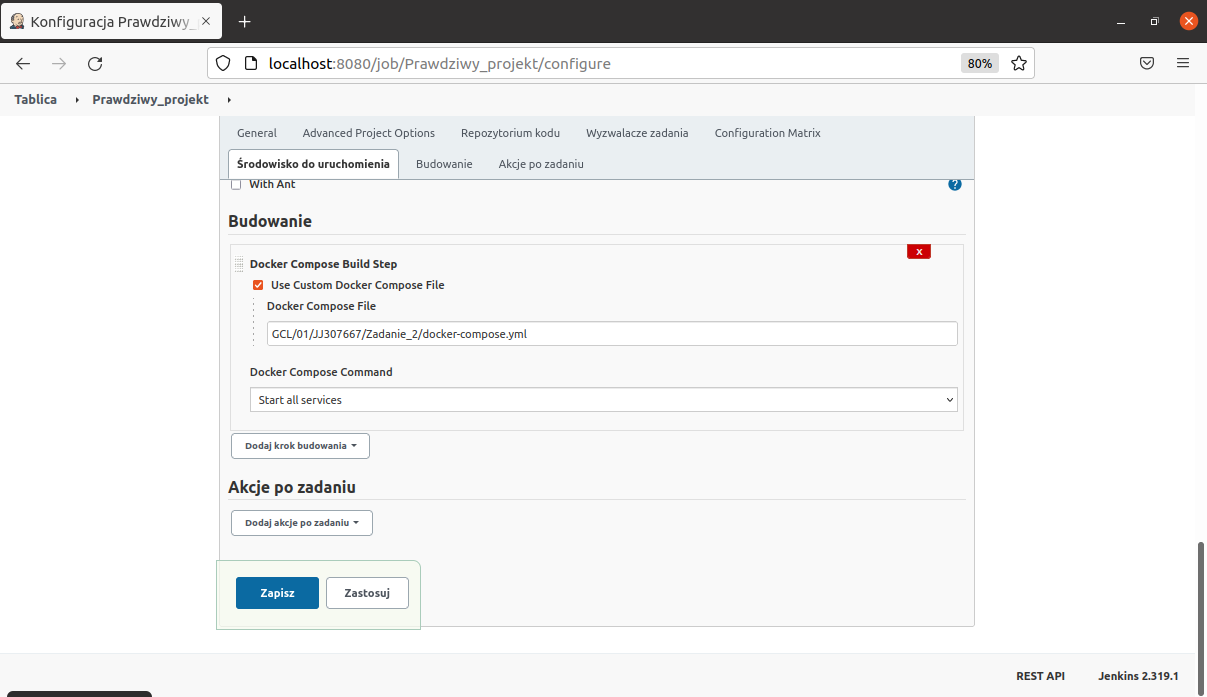 Konfiguracja Prawdziwy_
localhost:8080/job/Prawdziwy_projekt/configure
80%
Tablica
Prawdziwy_projekt
General
Advanced Project Options
Repozytorium kodu
Wyzwalacze zadania
Configuration Matrix
Środowisko do uruchomienia
Budowanie
Akcje po zadaniu
With Ant
?
Budowanie
x
Docker Compose Build Step
Use Custom Docker Compose File
Docker Compose File
GCL/01/JJ307667/Zadanie_2/docker-compose.yml
Docker Compose Command
Start all services
Dodaj krok budowania
Akcje po zadaniu
Dodaj akcje po zadaniu
Zapisz
Zastosuj
REST API
Jenkins 2.319.1